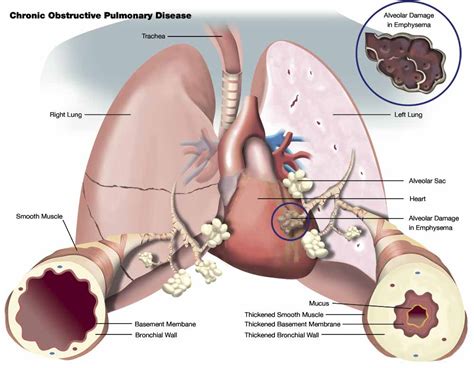 Chronic Obstructive Pulmonary Disease
Alveolar Damage
in Emphysema
Trachea
Right Lung
Left Lung
Alveolar Sac
Heart
Smooth Muscle
Alveolar Damage
in Emphysema
Mucus
Thickened Smooth Muscle
Thickened Basement Membrane
Thickened Bronchial Wall
Basement Membane
Bronchial Wall